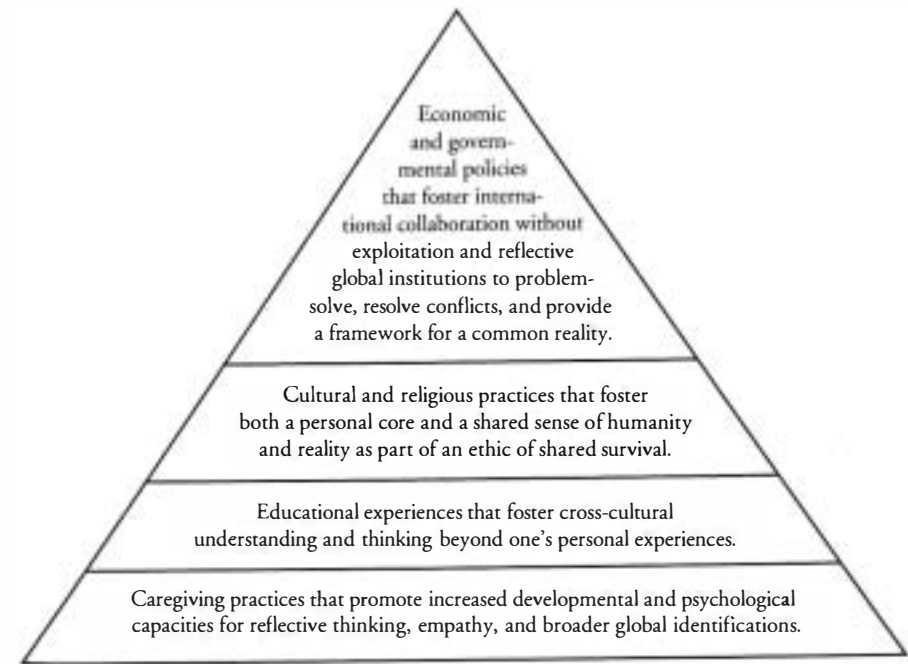 Economic
and govern-
mental policies
that foster interna-
tional collaboration without
exploitation and reflective
global institutions to problem-
solve, resolve conflicts, and provide
a framework for a common reality.
Cultural and religious practices that foster
both a personal core and a shared sense of humanity
and reality as part of an ethic of shared survival.
Educational experiences that foster cross-cultural
understanding and thinking beyond one's personal experiences.
Caregiving practices that promote increased developmental and psychological
capacities for reflective thinking, empathy, and broader global identifications.